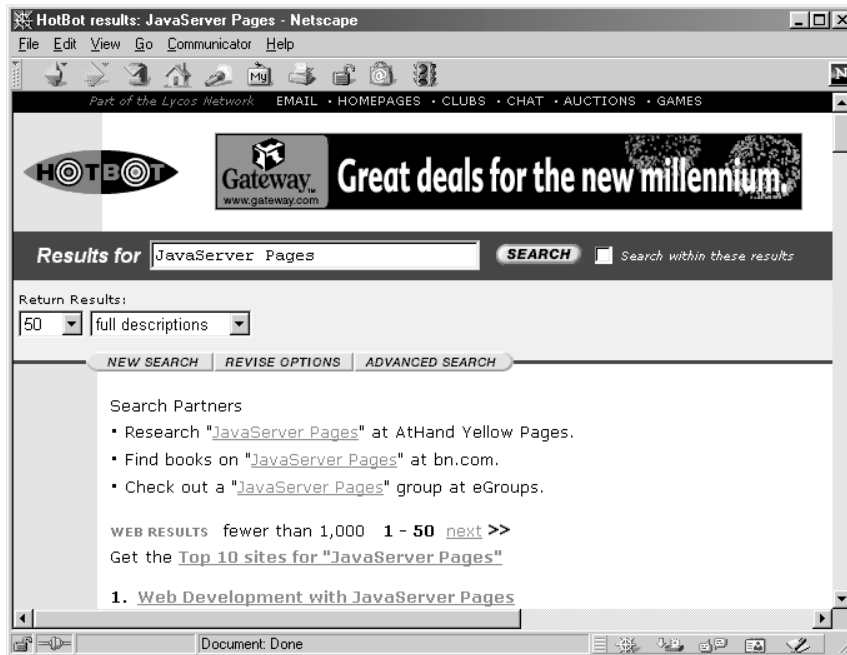 HotBot results: JavaServer Pages - Netscape
File Edit View Go Communicator Help
My
N
Part of the Lycos Network EMAIL · HOMEPAGES · CLUBS · CHAT · AUCTIONS · GAMES
HOTBOT
Gateway™ Great deals for the new millennium.
www.gateway.com
Results for JavaServer Pages SEARCH Search within these results
Return Results:
50 full descriptions
NEW SEARCH REVISE OPTIONS ADVANCED SEARCH
Search Partners
· Research "JavaServer Pages" at AtHand Yellow Pages.
· Find books on "JavaServer Pages" at bn.com.
· Check out a "JavaServer Pages" group at eGroups.
WEB RESULTS fewer than 1,000 1 - 50 next >>
Get the Top 10 sites for "JavaServer Pages"
1. Web Development with JavaServer Pages
Document: Done